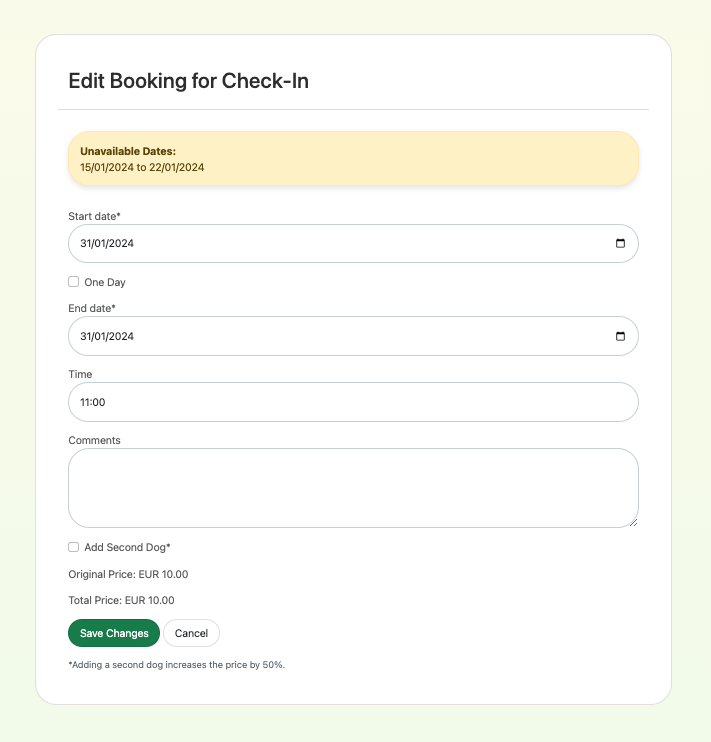 Edit Booking for Check-In
Unavailable Dates:
15/01/2024 to 22/01/2024
Start date*
31/01/2024
One Day
End date*
31/01/2024
Time
11:00
Comments
Add Second Dog*
Original Price: EUR 10.00
Total Price: EUR 10.00
Save Changes Cancel
*Adding a second dog increases the price by 50%.